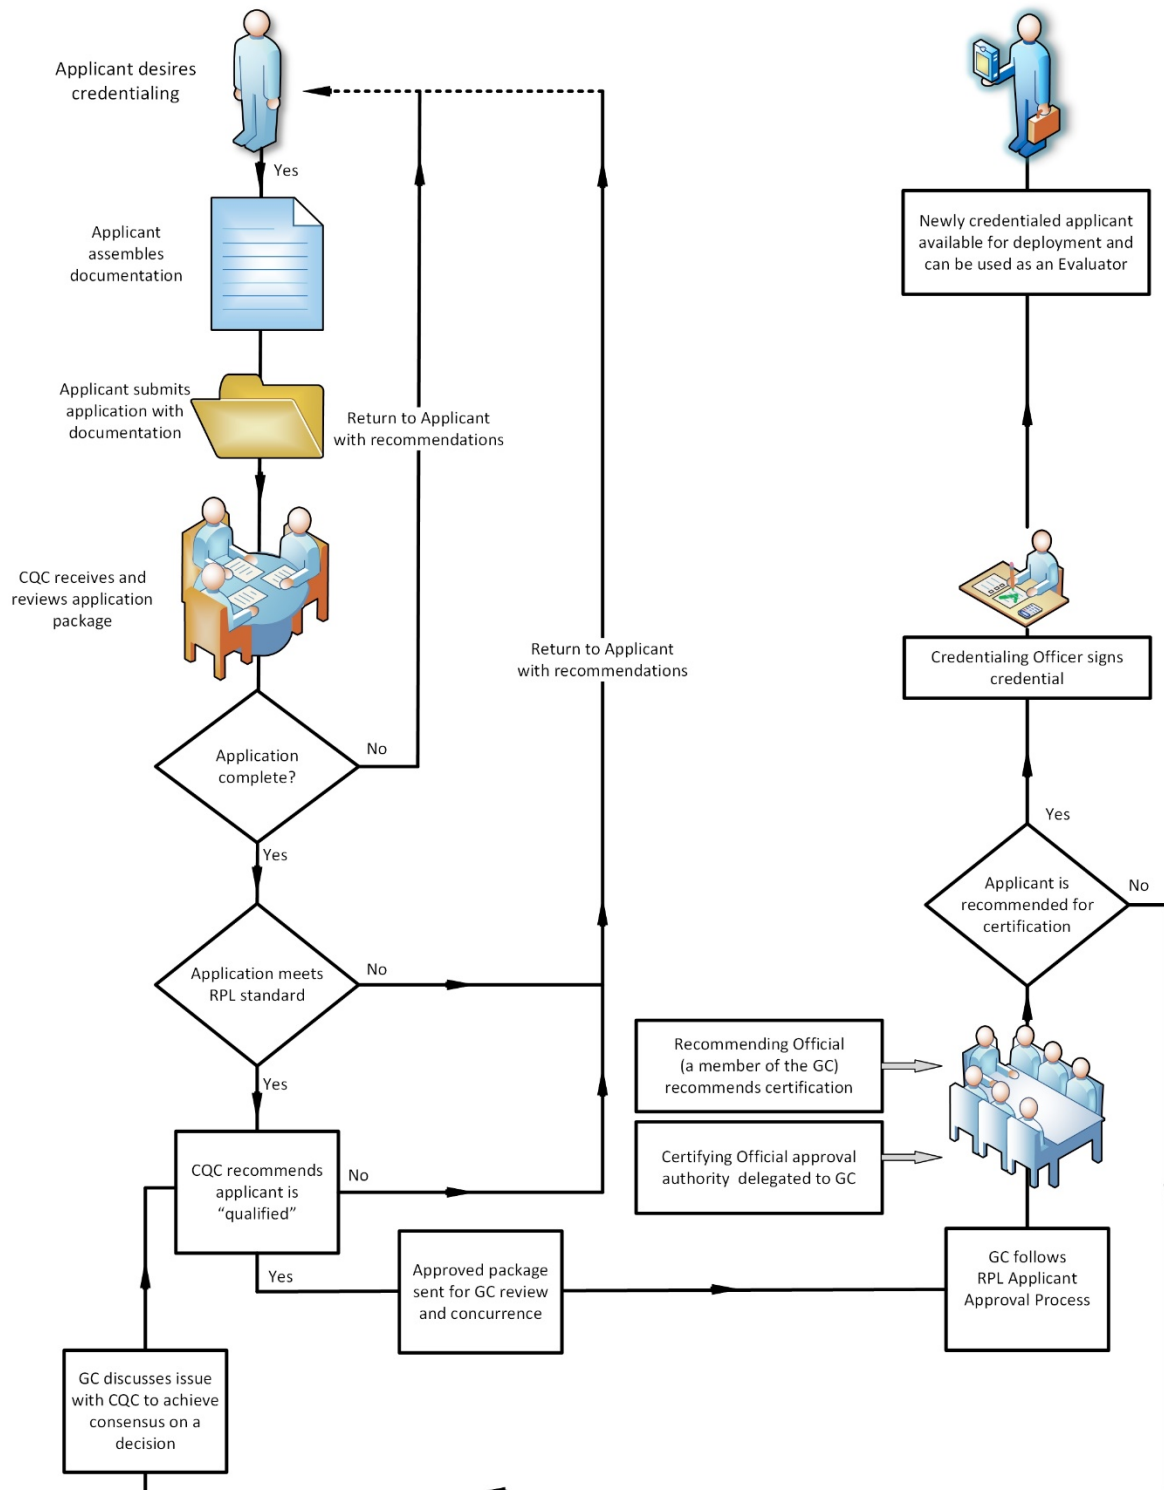 Applicant desires
credentialing
Yes
Applicant
assembles
documentation
Applicant submits
application with
documentation
Return to Applicant
with recommendations
CQC receives and
reviews application
package
Application
complete?
No
Yes
Return to Applicant
with recommendations
Application meets
RPL standard
No
Yes
CQC recommends
applicant is
“qualified”
No
Yes
Approved package
sent for GC review
and concurrence
GC discusses issue
with CQC to achieve
consensus on a
decision
GC follows
RPL Applicant
Approval Process
Recommending Official
(a member of the GC)
recommends certification
Certifying Official approval
authority  delegated to GC
Applicant is
recommended for
certification
No
Yes
Credentialing Officer signs
credential
Newly credentialed applicant
available for deployment and
can be used as an Evaluator